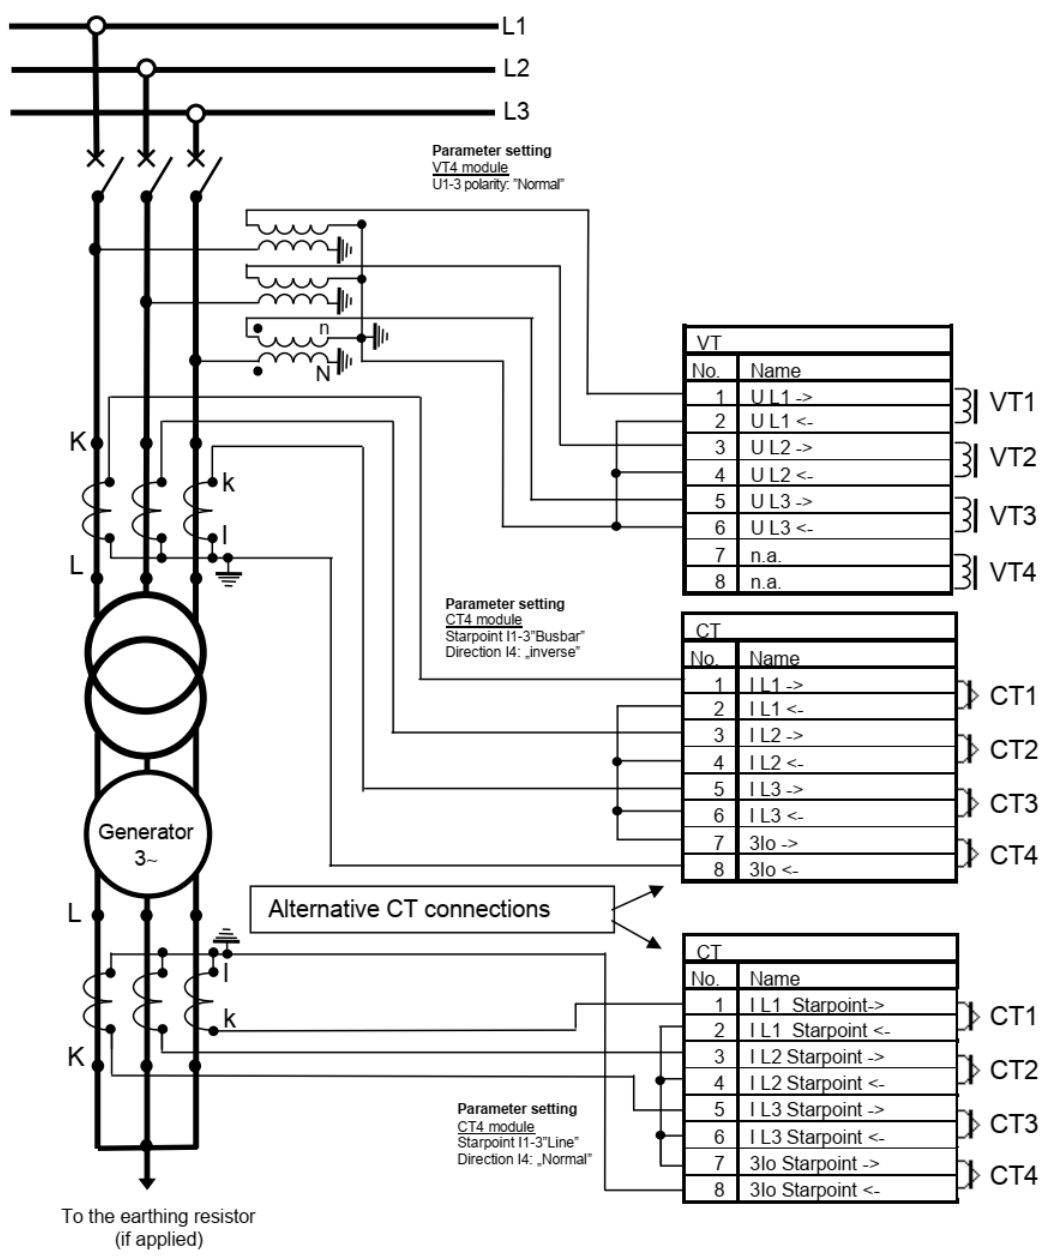 L1
L2
L3
Parameter setting
VT4 module
U1-3 polarity: ”Normal”
n
N
VT
No. Name
1 U L1 ->
2 U L1 <-
3 U L2 ->
4 U L2 <-
5 U L3 ->
6 U L3 <-
7 n.a.
8 n.a.
VT1
VT2
VT3
VT4
K
k
l
L
Parameter setting
CT4 module
Starpoint I1-3”Busbar”
Direction I4: „inverse”
CT
No. Name
1 I L1 ->
2 I L1 <-
3 I L2 ->
4 I L2 <-
5 I L3 ->
6 I L3 <-
7 3Io ->
8 3Io <-
CT1
CT2
CT3
CT4
Generator
3~
Alternative CT connections
L
l
k
K
CT
No. Name
1 I L1 Starpoint->
2 I L1 Starpoint <-
3 I L2 Starpoint ->
4 I L2 Starpoint <-
5 I L3 Starpoint ->
6 I L3 Starpoint <-
7 3Io Starpoint ->
8 3Io Starpoint <-
CT1
CT2
CT3
CT4
Parameter setting
CT4 module
Starpoint I1-3”Line”
Direction I4: „Normal”
To the earthing resistor
(if applied)